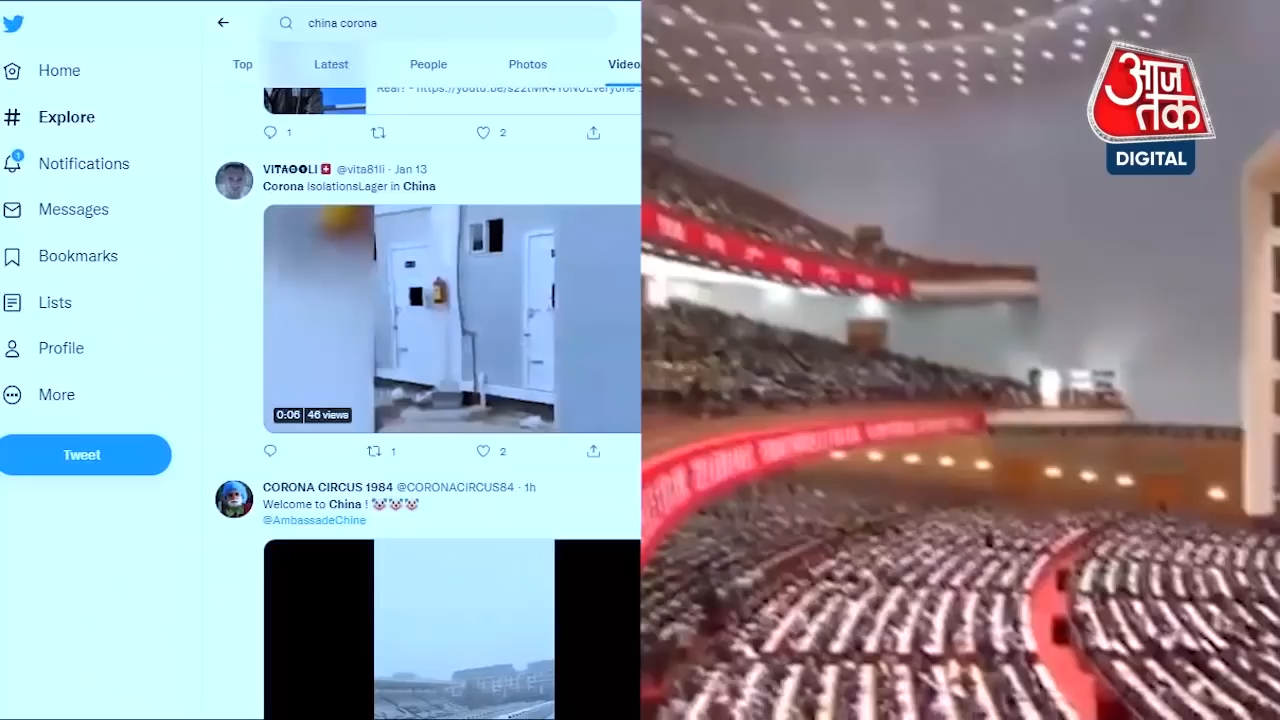 china corona
Top
Latest
People
Photos
Video
Home
Explore
Notifications
Messages
Bookmarks
Lists
Profile
More
Tweet
1
2
VITAOOLI @vita81li · Jan 13
Corona IsolationsLager in China
0:06 46 views
1
2
CORONA CIRCUS 1984 @CORONACIRCUS84 · 1h
Welcome to China ! 🤡🤡🤡
@AmbassadeChine
आज
तक
DIGITAL